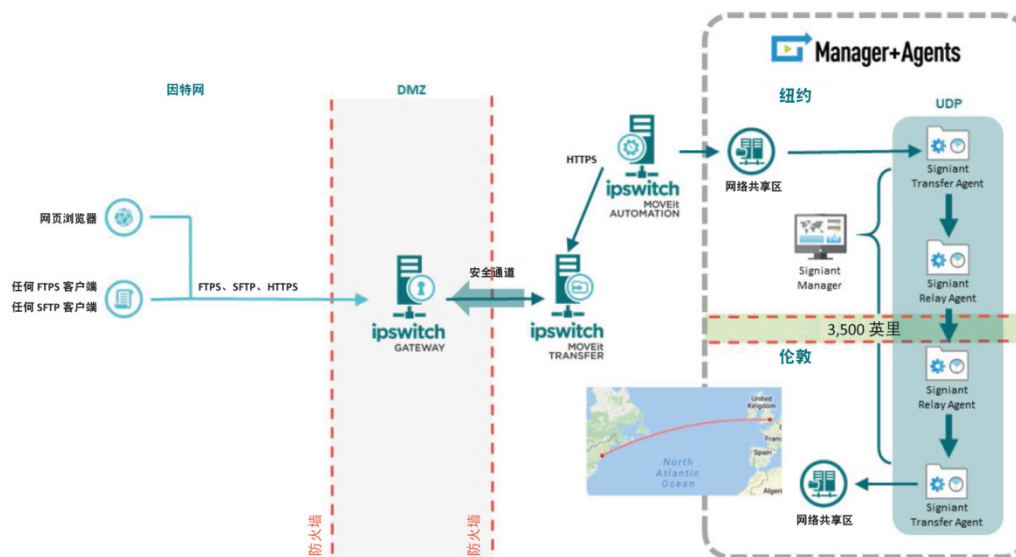 因特网
DMZ
Manager+Agents
纽约
UDP
HTTPS
ipswitch
MOVEit
AUTOMATION
网络共享区
Signiant
Transfer Agent
网页浏览器
Signiant
Manager
任何 FTPS 客户端
任何 SFTP 客户端
FTPS、SFTP、HTTPS
安全通道
ipswitch
GATEWAY
ipswitch
MOVEit
TRANSFER
Signiant
Relay Agent
3,500 英里
伦敦
Signiant
Relay Agent
United
Kingdom
France
Spain
North
Atlantic
Ocean
网络共享区
Signiant
Transfer Agent
防火墙
防火墙